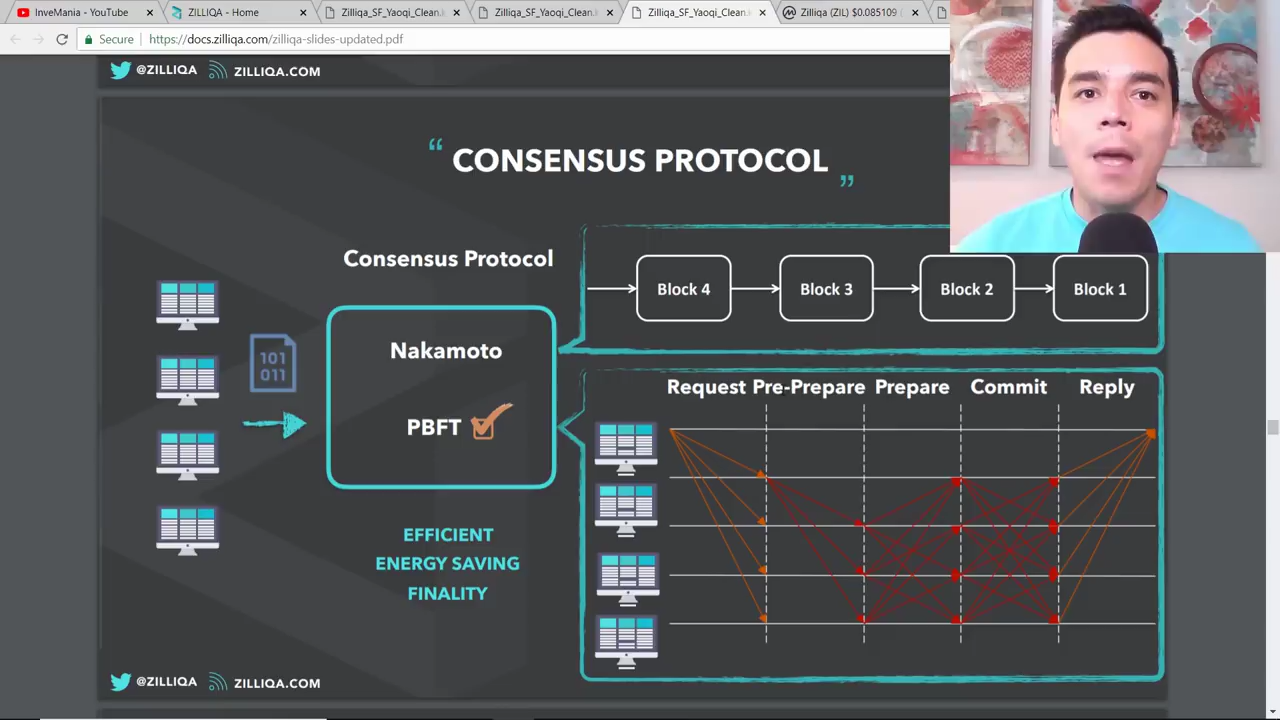 InveMania - YouTube
ZILLIQA - Home
Zilliqa_SF_Yaoqi_Clean.
Zilliqa_SF_Yaoqi_Clean.
Zilliqa_SF_Yaoqi_Clean.
Zilliqa (ZIL) $0.085109
Secure
https://docs.zilliqa.com/zilliqa-slides-updated.pdf
@ZILLIQA
ZILLIQA.COM
“ CONSENSUS PROTOCOL ”
Consensus Protocol
Block 4
Block 3
Block 2
Block 1
101
011
Nakamoto
PBFT
Request Pre-Prepare Prepare Commit Reply
EFFICIENT
ENERGY SAVING
FINALITY
@ZILLIQA
ZILLIQA.COM